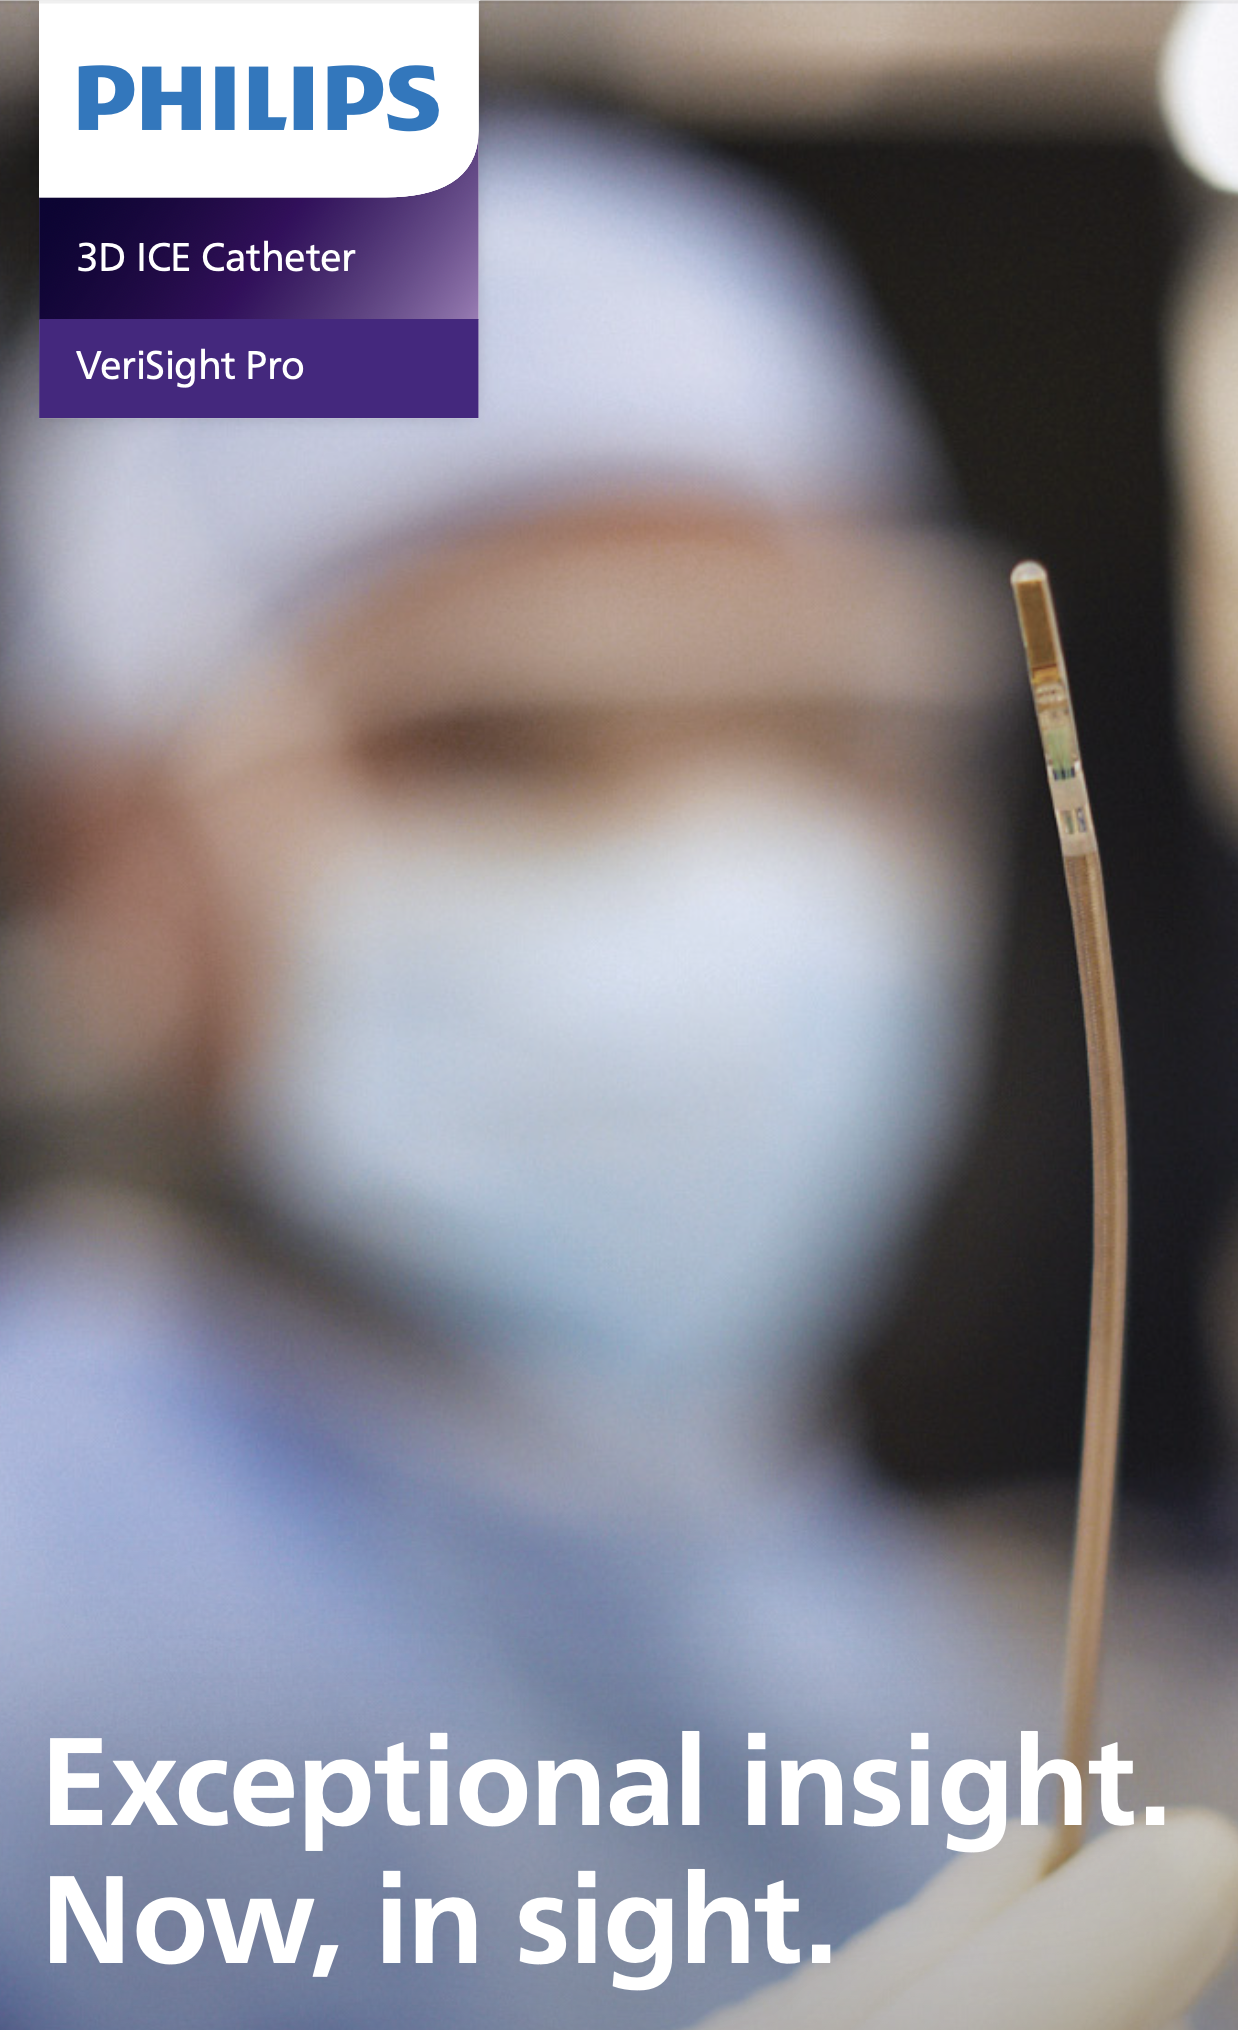 PHILIPS
3D ICE Catheter
VeriSight Pro
Exceptional insight.
Now, in sight.